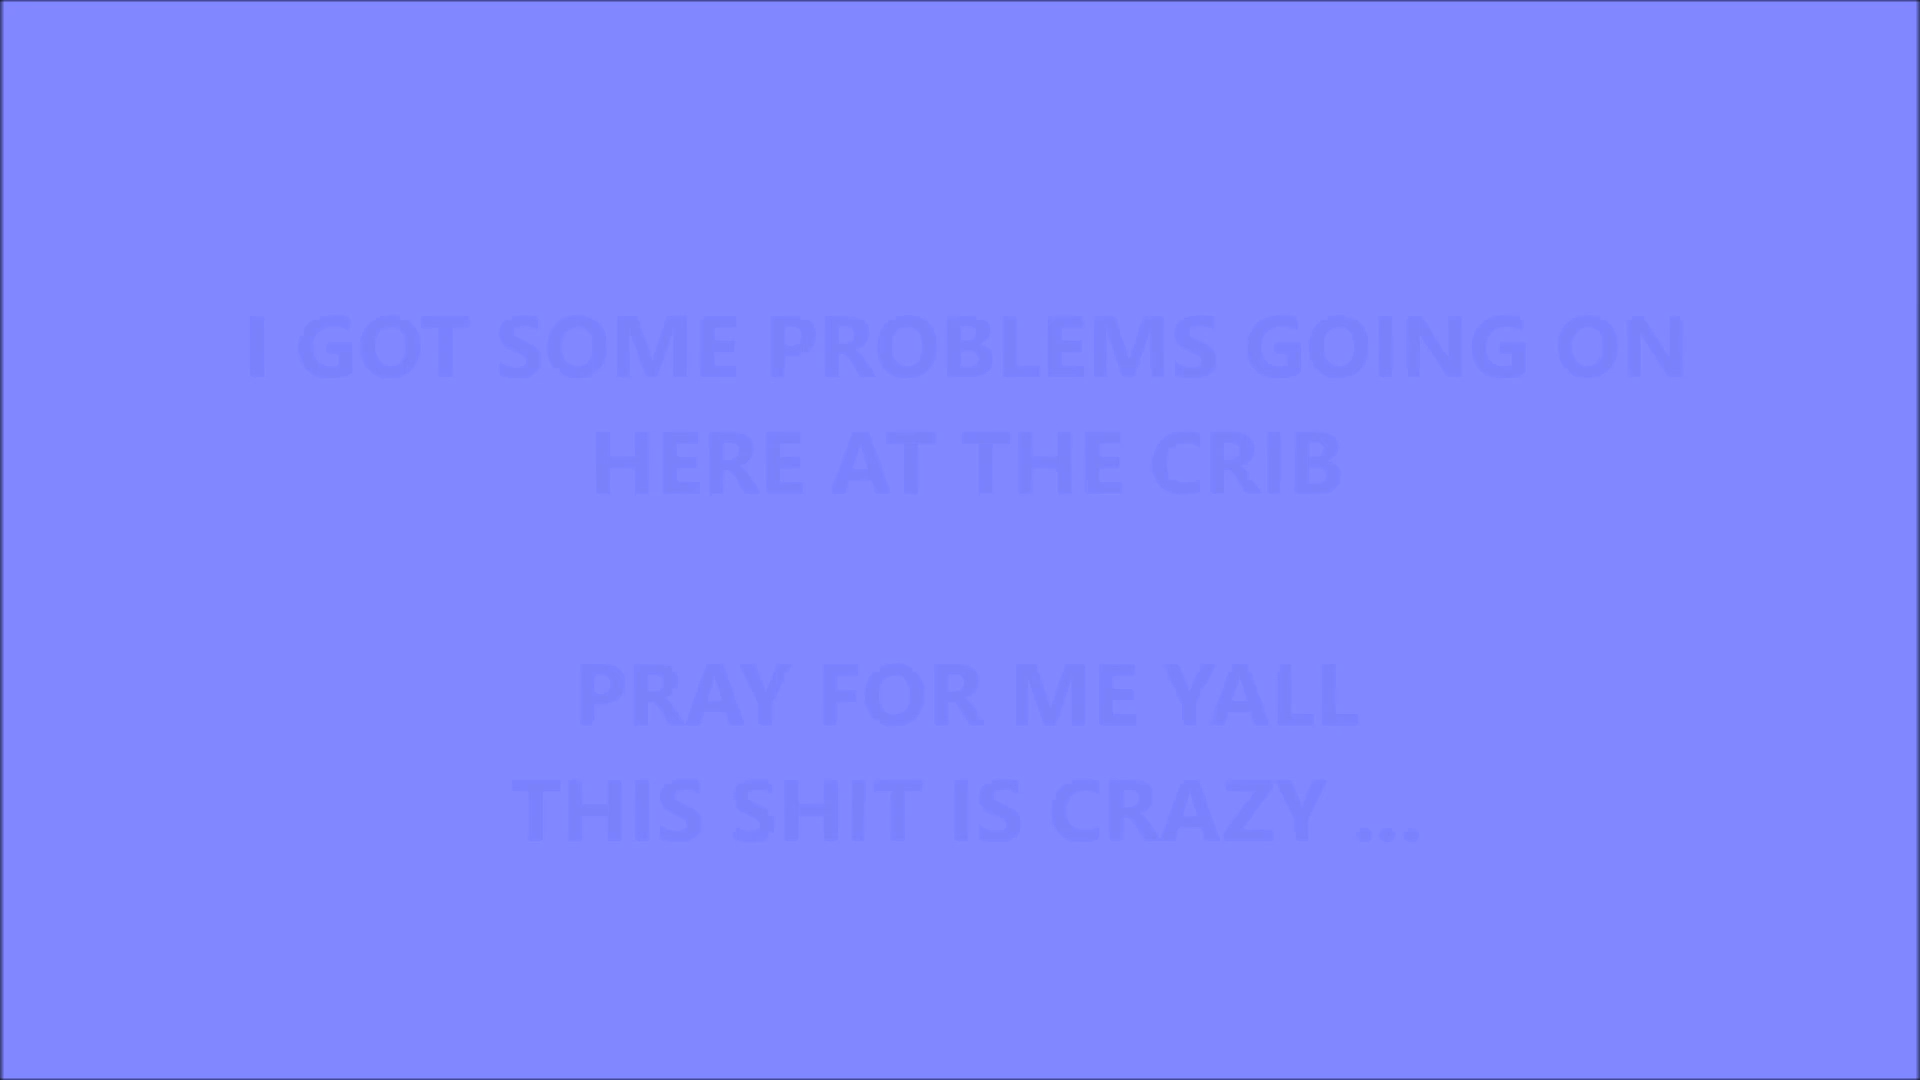 I GOT SOME PROBLEMS GOING ON
HERE AT THE CRIB
PRAY FOR ME YALL
THIS SHIT IS CRAZY ...